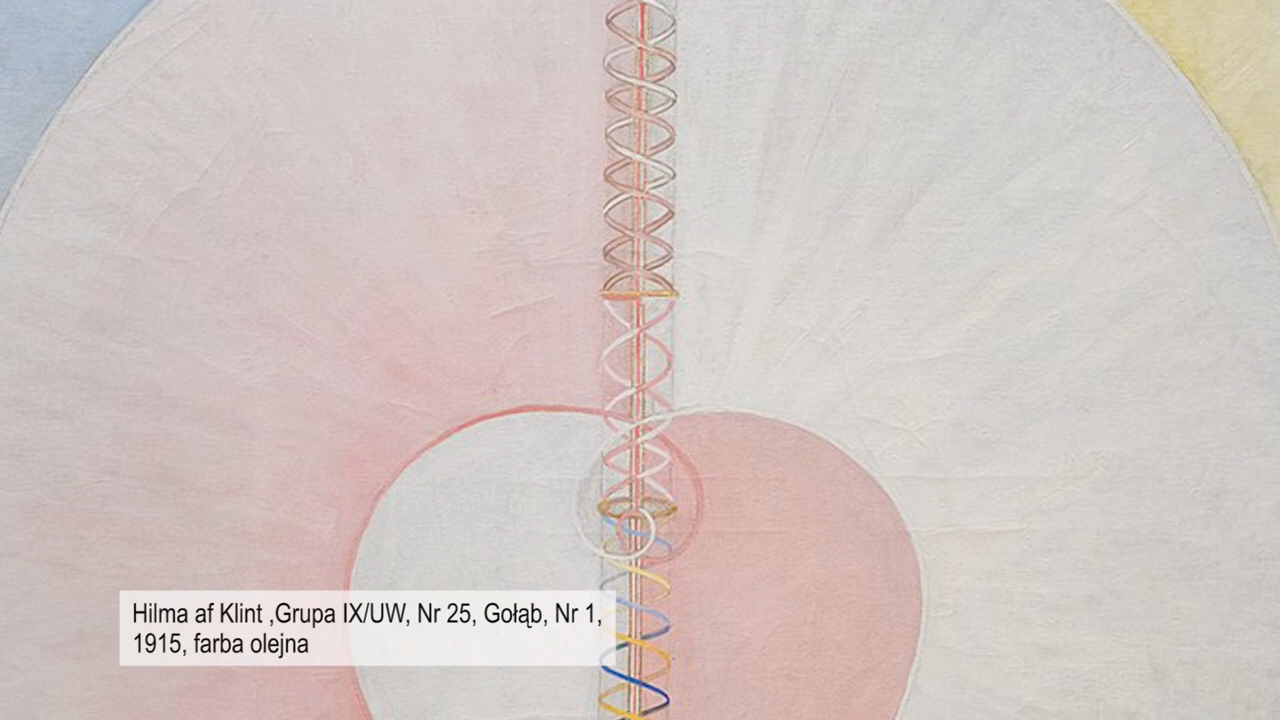 Hilma af Klint ,Grupa IX/UW, Nr 25, Gołąb, Nr 1,
1915, farba olejna